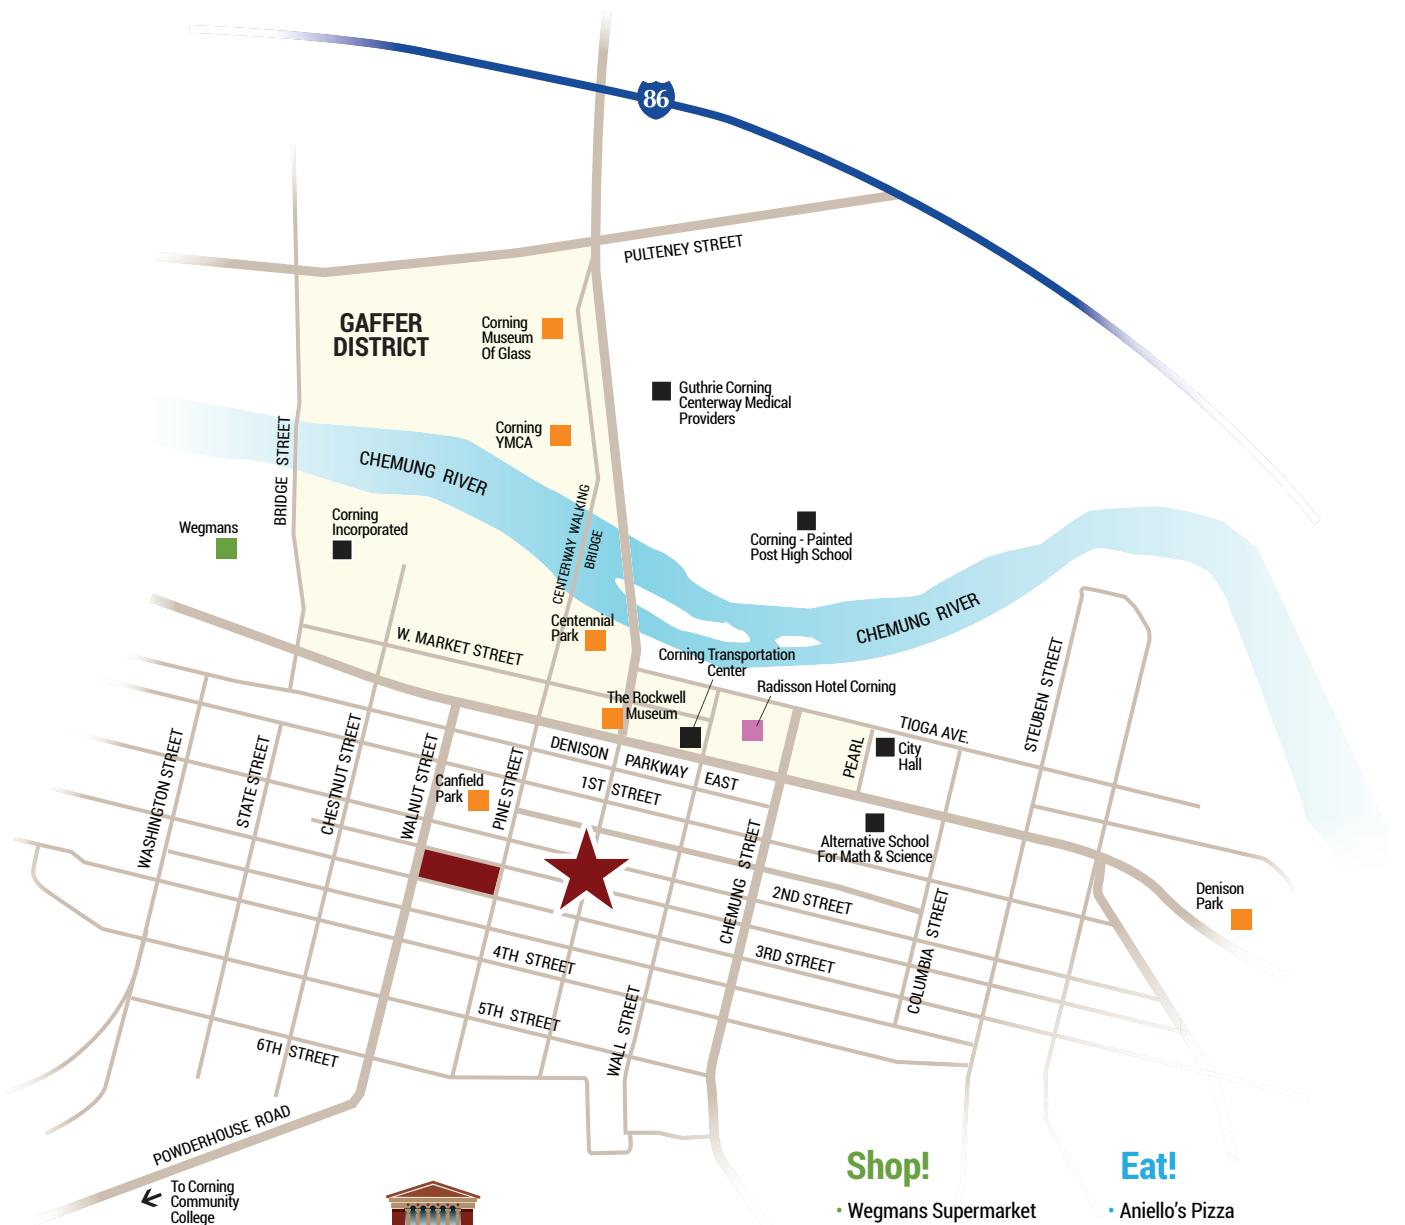 86
PULTENEY STREET
GAFFER
DISTRICT
Corning
Museum
Of Glass
Guthrie Corning
Centerway Medical
Providers
Corning
YMCA
BRIDGE STREET
CHEMUNG RIVER
Wegmans
Corning
Incorporated
CENTERWAY WALKING
BRIDGE
Corning - Painted
Post High School
CHEMUNG RIVER
Centennial
Park
W. MARKET STREET
Corning Transportation
Center
Radisson Hotel Corning
The Rockwell
Museum
STEUBEN STREET
TIOGA AVE.
PEARL
City
Hall
WASHINGTON STREET
STATE STREET
CHESTNUT STREET
WALNUT STREET
PINE STREET
DENISON PARKWAY EAST
1ST STREET
Canfield
Park
Alternative School
For Math & Science
CHEMUNG STREET
2ND STREET
COLUMBIA STREET
Denison
Park
3RD STREET
4TH STREET
5TH STREET
WALL STREET
6TH STREET
POWDERHOUSE ROAD
To Corning
Community
College
Shop!
• Wegmans Supermarket
Eat!
• Aniello's Pizza